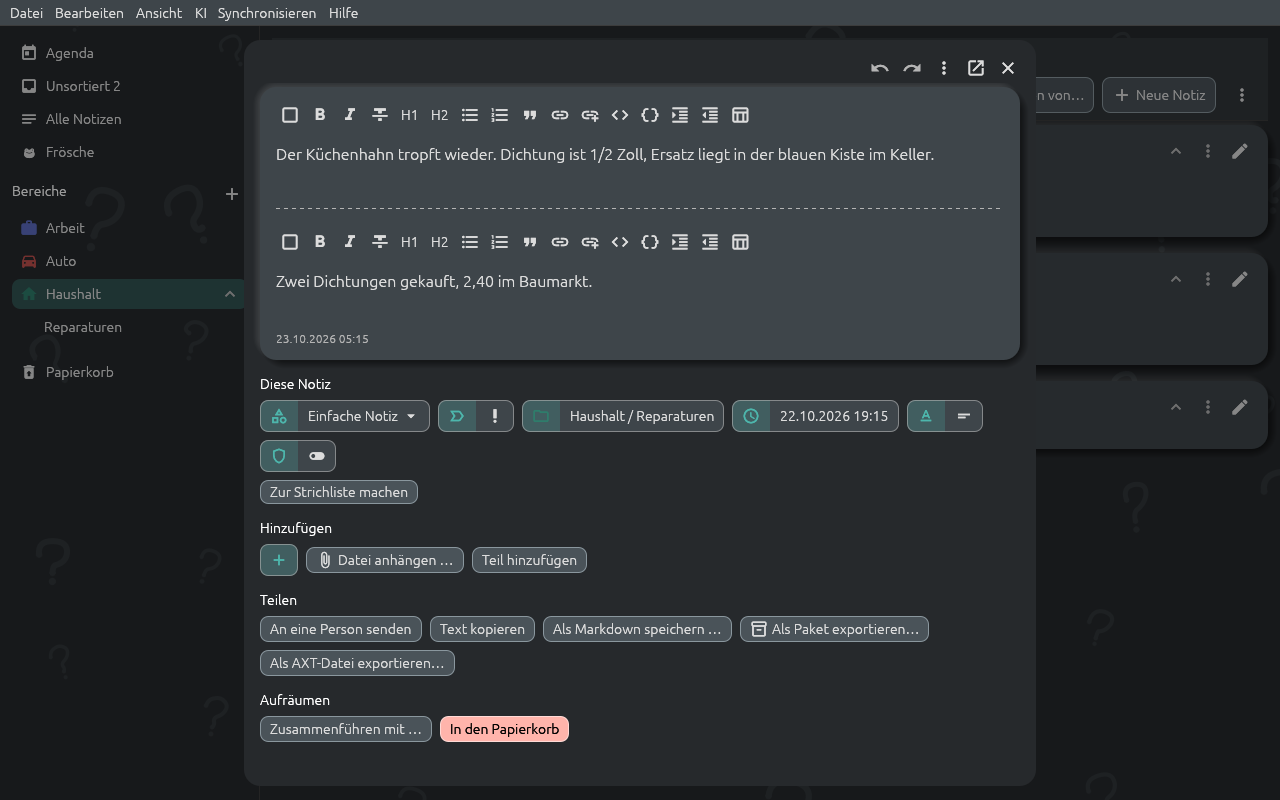 Datei Bearbeiten Ansicht KI Synchronisieren Hilfe
Agenda
Unsortiert 2
Alle Notizen
Frösche
Bereiche
Arbeit
Auto
Haushalt
Reparaturen
Papierkorb
n von…
Neue Notiz
H1 H2
Der Küchenhahn tropft wieder. Dichtung ist 1/2 Zoll, Ersatz liegt in der blauen Kiste im Keller.
H1 H2
Zwei Dichtungen gekauft, 2,40 im Baumarkt.
23.10.2026 05:15
Diese Notiz
Einfache Notiz
Haushalt / Reparaturen
22.10.2026 19:15
Zur Strichliste machen
Hinzufügen
Datei anhängen …
Teil hinzufügen
Teilen
An eine Person senden
Text kopieren
Als Markdown speichern …
Als Paket exportieren…
Als AXT-Datei exportieren…
Aufräumen
Zusammenführen mit …
In den Papierkorb